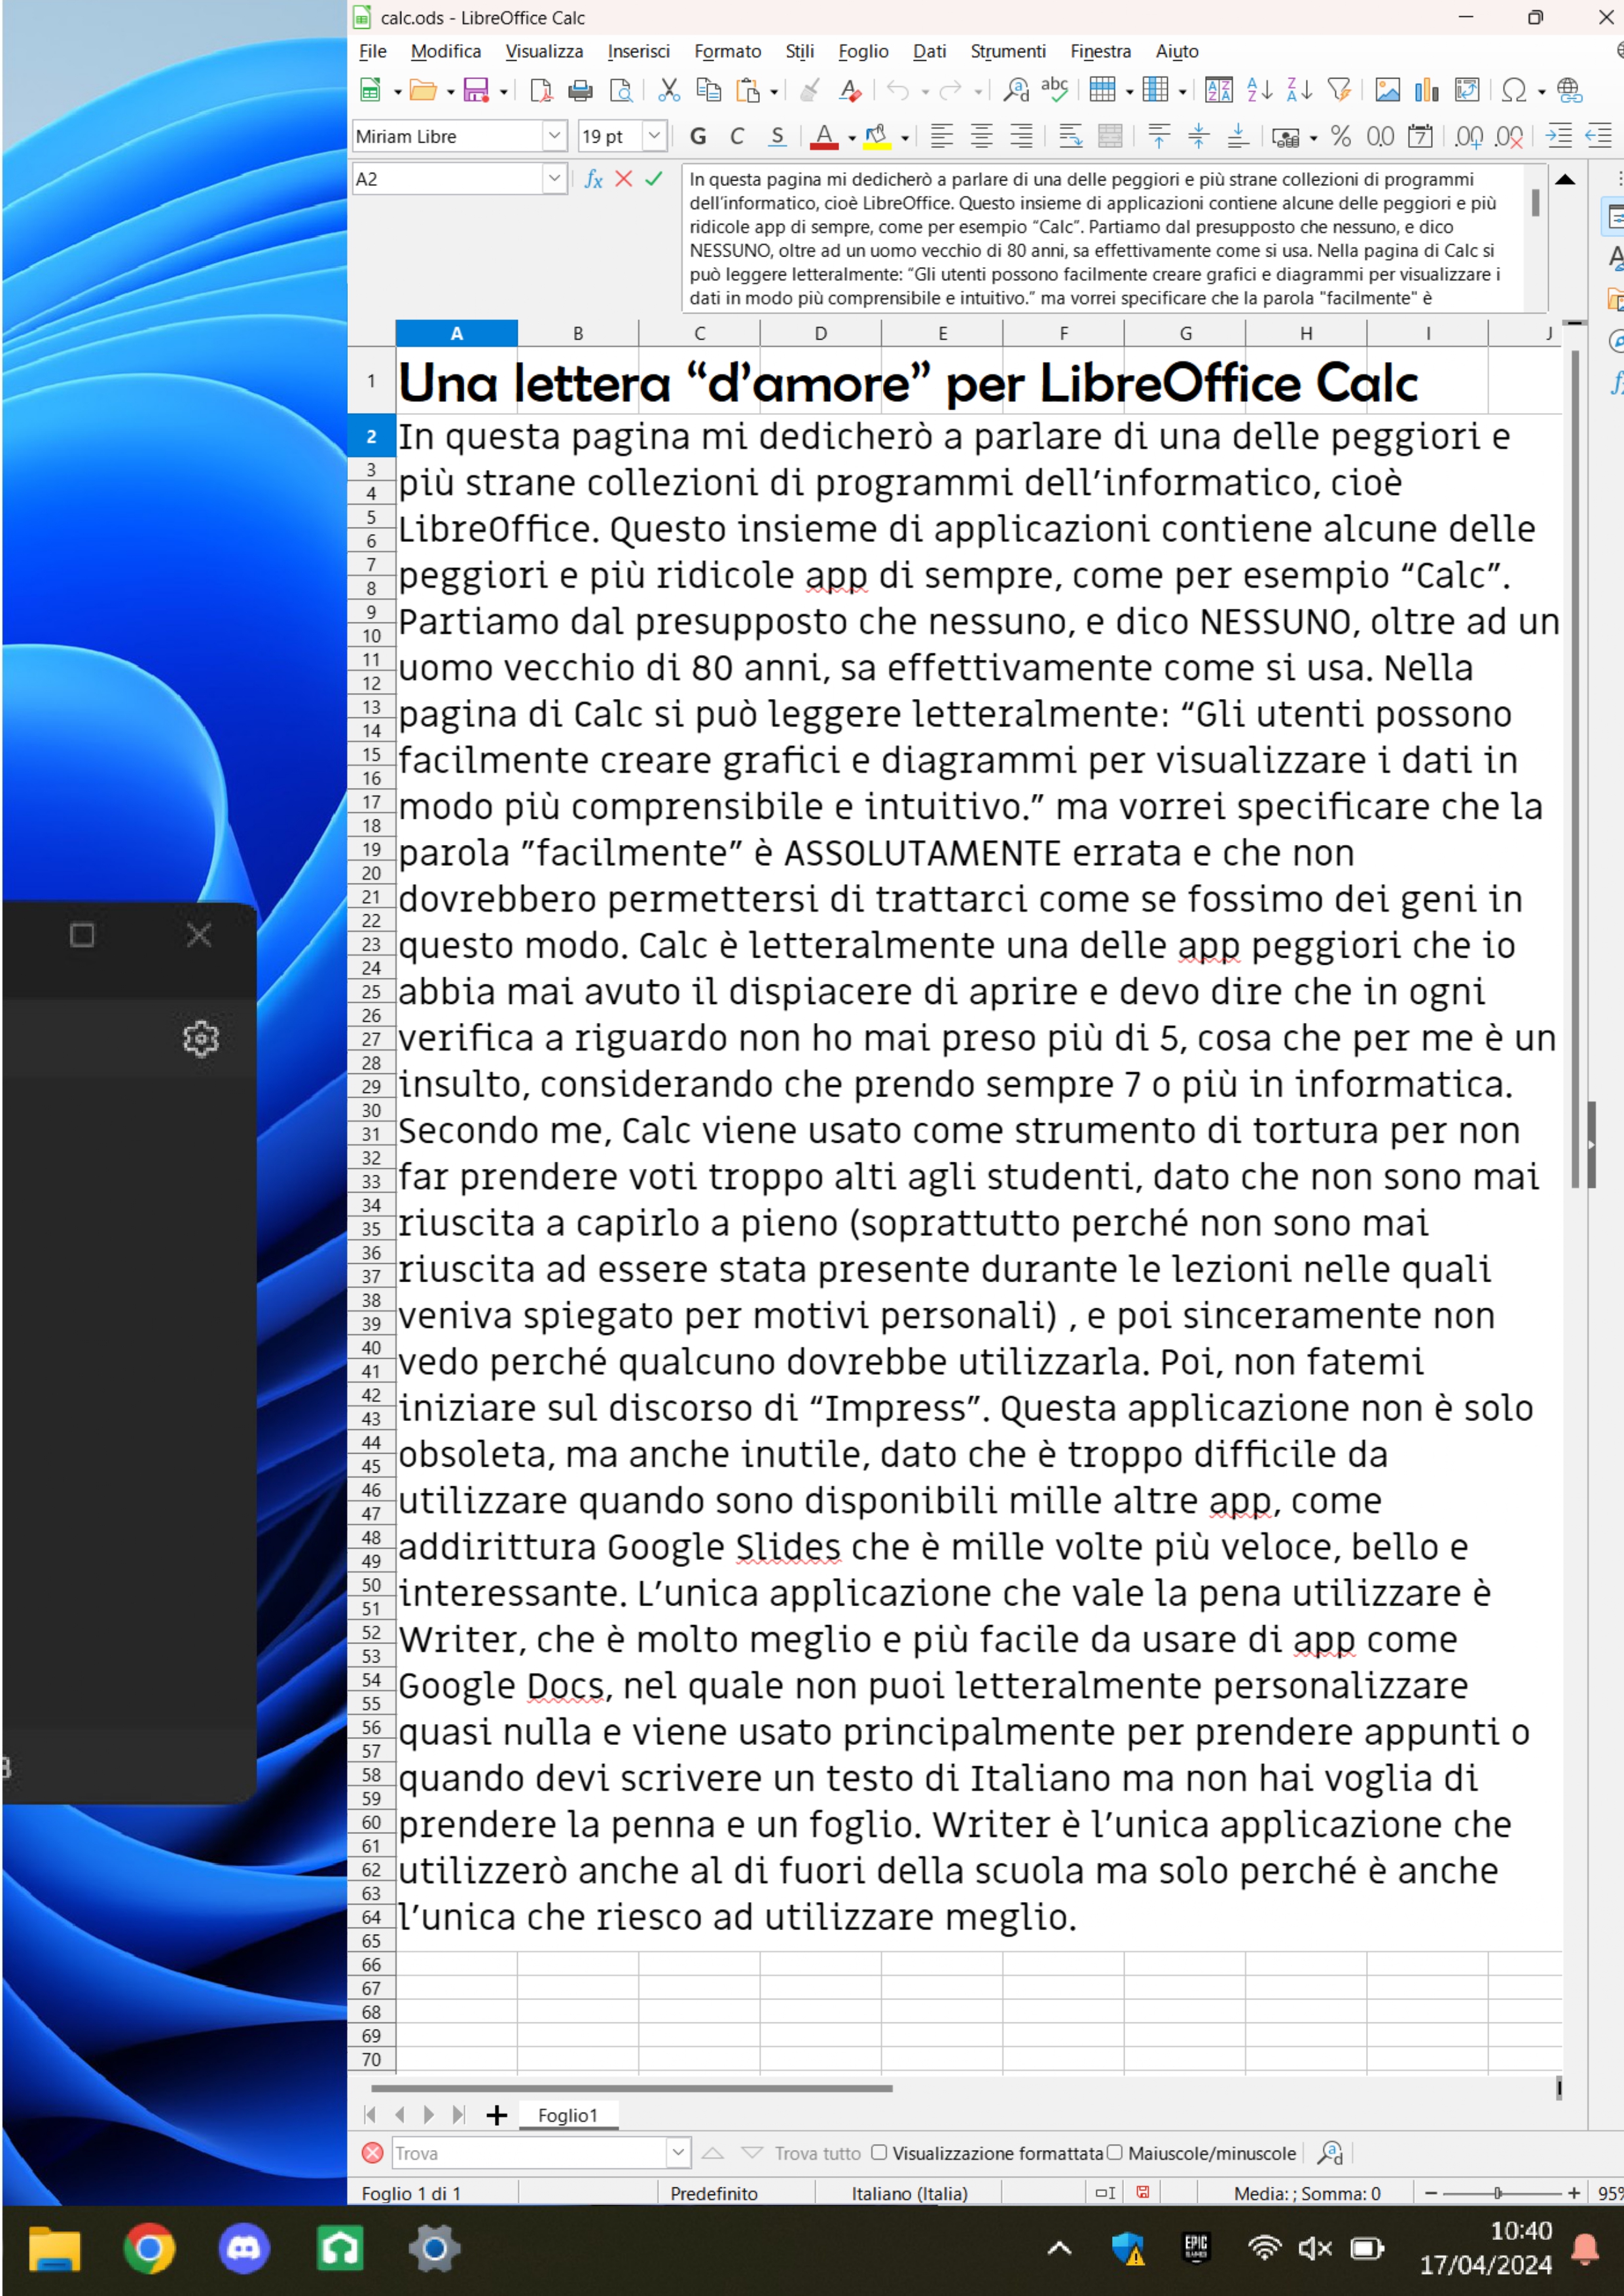 calc.ods - LibreOffice Calc
File Modifica Visualizza Inserisci Formato Stili Foglio Dati Strumenti Finestra Aiuto
Miriam Libre 19 pt G C S
A2
In questa pagina mi dedicherò a parlare di una delle peggiori e più strane collezioni di programmi
dell'informatico, cioè LibreOffice. Questo insieme di applicazioni contiene alcune delle peggiori e più
ridicole app di sempre, come per esempio “Calc”. Partiamo dal presupposto che nessuno, e dico
NESSUNO, oltre ad un uomo vecchio di 80 anni, sa effettivamente come si usa. Nella pagina di Calc si
può leggere letteralmente: “Gli utenti possono facilmente creare grafici e diagrammi per visualizzare i
dati in modo più comprensibile e intuitivo.” ma vorrei specificare che la parola "facilmente" è
A B C D E F G H I J
1 Una lettera “d’amore” per LibreOffice Calc
In questa pagina mi dedicherò a parlare di una delle peggiori e
più strane collezioni di programmi dell’informatico, cioè
LibreOffice. Questo insieme di applicazioni contiene alcune delle
peggiori e più ridicole app di sempre, come per esempio “Calc”.
Partiamo dal presupposto che nessuno, e dico NESSUNO, oltre ad un
uomo vecchio di 80 anni, sa effettivamente come si usa. Nella
pagina di Calc si può leggere letteralmente: “Gli utenti possono
facilmente creare grafici e diagrammi per visualizzare i dati in
modo più comprensibile e intuitivo.” ma vorrei specificare che la
parola ”facilmente” è ASSOLUTAMENTE errata e che non
dovrebbero permettersi di trattarci come se fossimo dei geni in
questo modo. Calc è letteralmente una delle app peggiori che io
abbia mai avuto il dispiacere di aprire e devo dire che in ogni
verifica a riguardo non ho mai preso più di 5, cosa che per me è un
insulto, considerando che prendo sempre 7 o più in informatica.
Secondo me, Calc viene usato come strumento di tortura per non
far prendere voti troppo alti agli studenti, dato che non sono mai
riuscita a capirlo a pieno (soprattutto perché non sono mai
riuscita ad essere stata presente durante le lezioni nelle quali
veniva spiegato per motivi personali) , e poi sinceramente non
vedo perché qualcuno dovrebbe utilizzarla. Poi, non fatemi
iniziare sul discorso di “Impress”. Questa applicazione non è solo
obsoleta, ma anche inutile, dato che è troppo difficile da
utilizzare quando sono disponibili mille altre app, come
addirittura Google Slides che è mille volte più veloce, bello e
interessante. L’unica applicazione che vale la pena utilizzare è
Writer, che è molto meglio e più facile da usare di app come
Google Docs, nel quale non puoi letteralmente personalizzare
quasi nulla e viene usato principalmente per prendere appunti o
quando devi scrivere un testo di Italiano ma non hai voglia di
prendere la penna e un foglio. Writer è l’unica applicazione che
utilizzerò anche al di fuori della scuola ma solo perché è anche
l’unica che riesco ad utilizzare meglio.
Foglio1
Trova Trova tutto Visualizzazione formattata Maiuscole/minuscole
Foglio 1 di 1 Predefinito Italiano (Italia) Media: ; Somma: 0 95%
10:40
17/04/2024